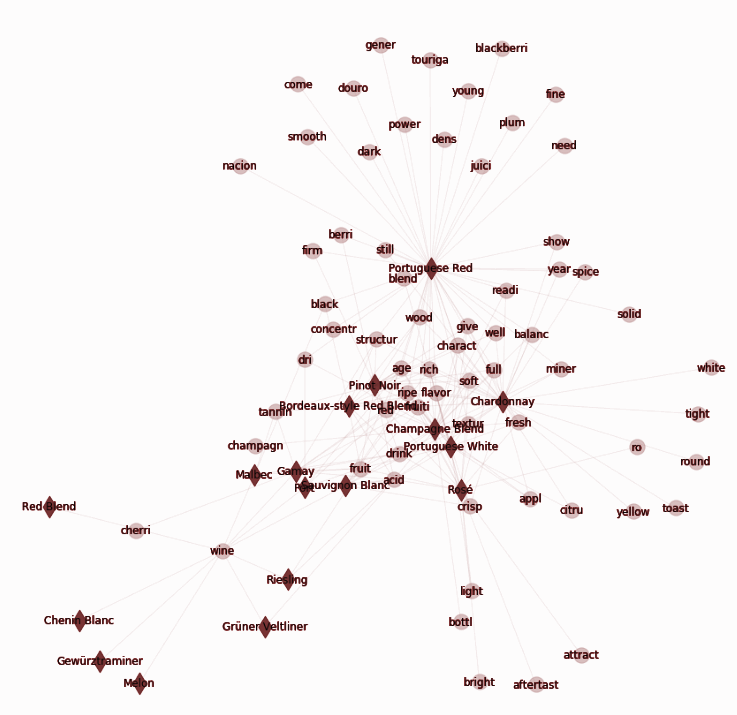 gener
blackberri
touriga
come
douro
young
fine
power
plum
smooth
dens
need
dark
nacion
juici
berri
firm
still
show
Portuguese Red
year
spice
blend
readi
black
wood
solid
concentr
give
well
balanc
structur
charact
dri
age
rich
full
miner
white
soft
Pinot Noir
ripe
flavor
Chardonnay
tannin
Bordeaux-style Red Blend
red
fruiti
tight
textur
fresh
Champagne Blend
champagn
Portuguese White
ro
drink
round
Malbec
Gamay
fruit
acid
Port
Sauvignon Blanc
Rosé
Red Blend
crisp
appl
citru
yellow
toast
cherri
wine
Riesling
light
Chenin Blanc
Grüner Veltliner
bottl
Gewürztraminer
attract
Melon
bright
aftertast